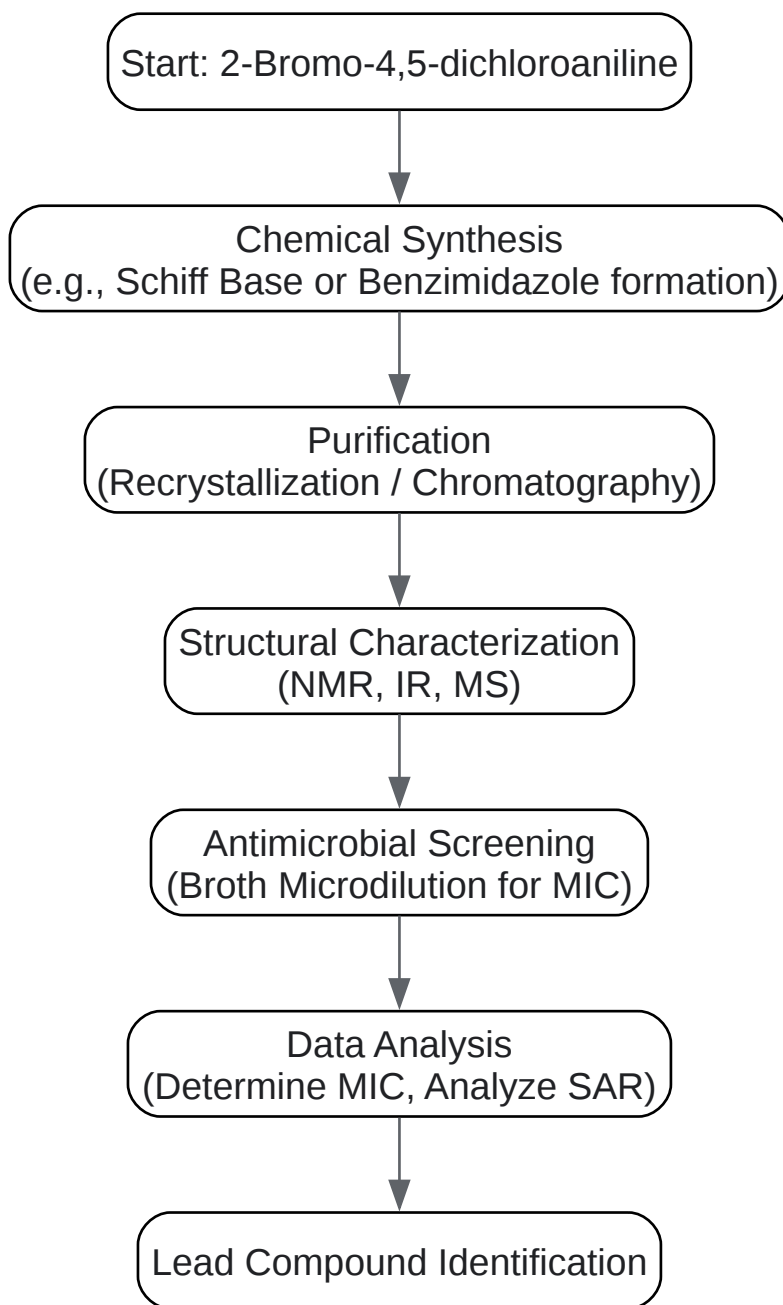 Start: 2-Bromo-4,5-dichloroaniline
Chemical Synthesis
(e.g., Schiff Base or Benzimidazole formation)
Purification
(Recrystallization / Chromatography)
Structural Characterization
(NMR, IR, MS)
Antimicrobial Screening
(Broth Microdilution for MIC)
Data Analysis
(Determine MIC, Analyze SAR)
Lead Compound Identification